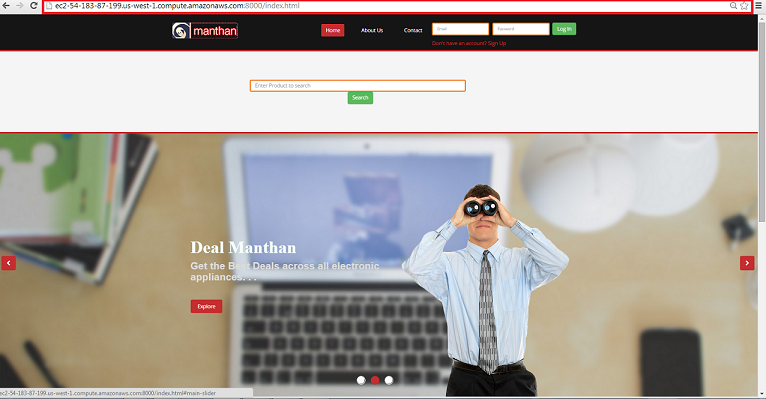 ec2-54-183-87-199.us-west-1.compute.amazonaws.com:8000/index.html
manthan
Home
About Us
Contact
Email
Password
Log In
Don't have an account? Sign Up
Enter Product to search
Search
Deal Manthan
Get the Best Deals across all electronic
appliances. . .
Explore
ec2-54-183-87-199.us-west-1.compute.amazonaws.com:8000/index.html#main-slider